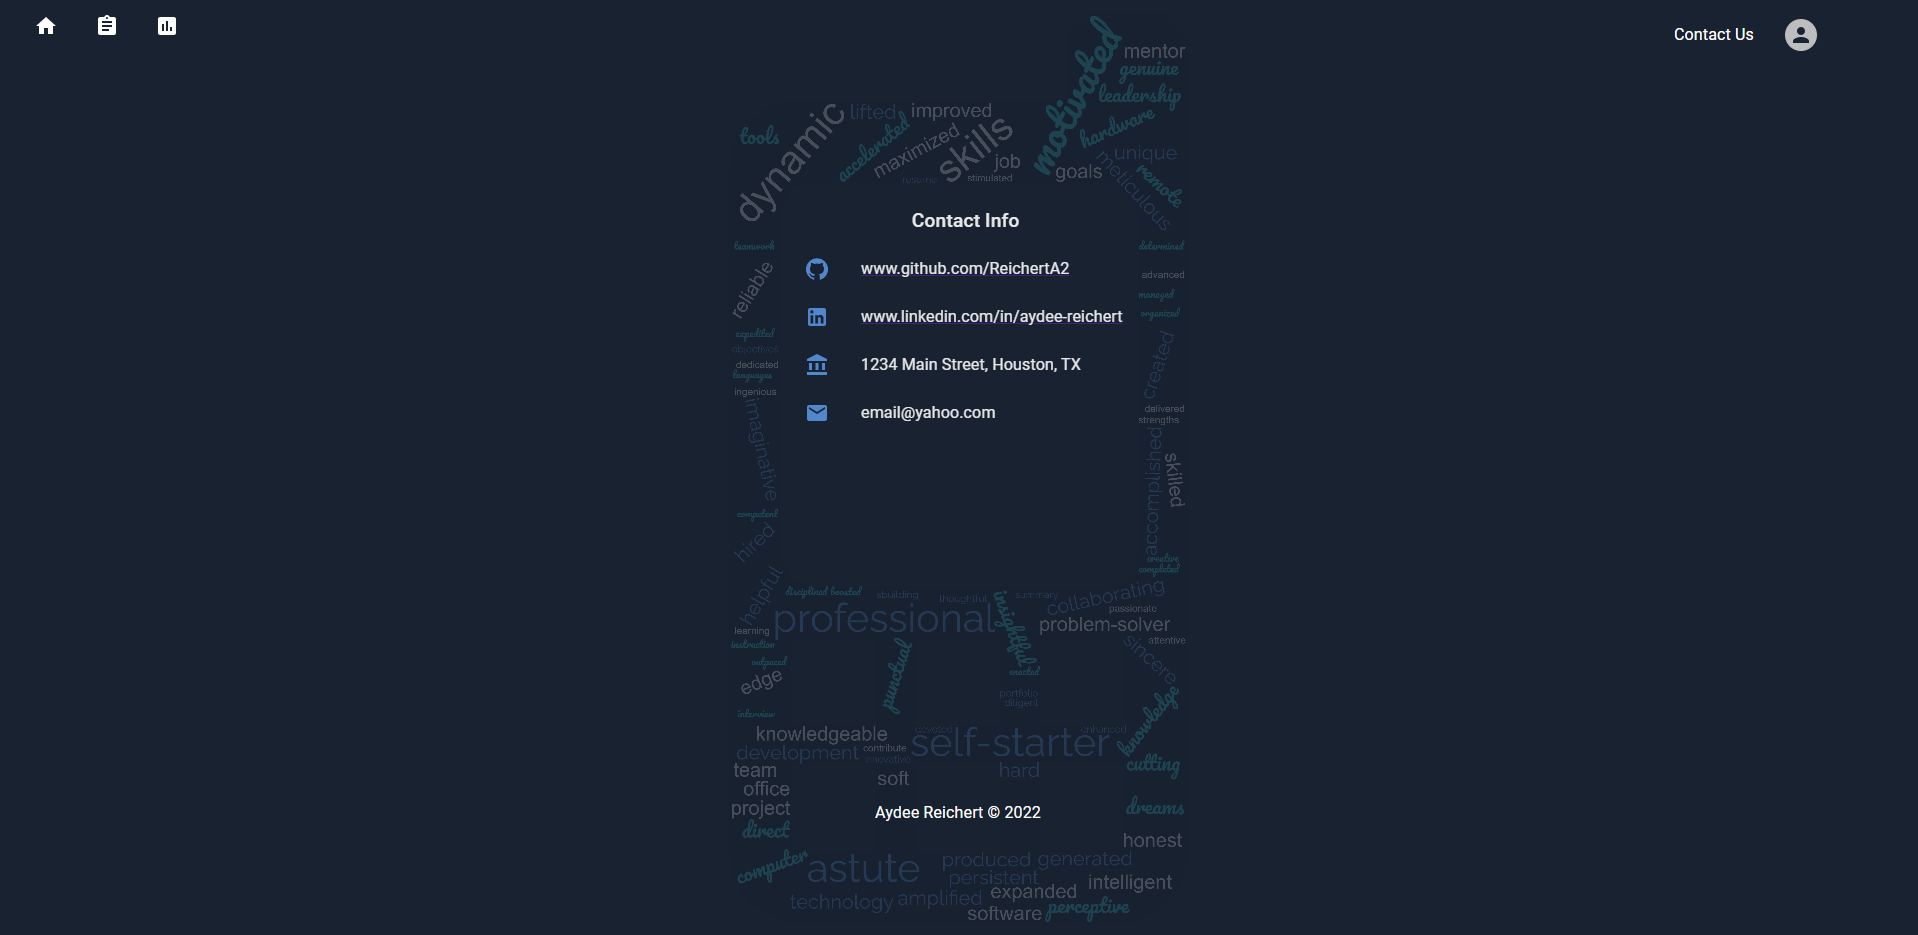 Contact Us
motivated
mentor
genuine
leadership
hardware
unique
meticulous
remote
goals
tools
dynamic
lifted
improved
accelerated
maximized
skills
job
resume
stimulated
Contact Info
teamwork
determined
www.github.com/ReichertA2
advanced
reliable
managed
organized
www.linkedin.com/in/aydee-reichert
expedited
objectives
dedicated
languages
ingenious
created
1234 Main Street, Houston, TX
imaginative
delivered
strengths
email@yahoo.com
accomplished
skilled
competent
hired
creative
completed
helpful
disciplined boosted
sbuilding
thoughtful
summary
collaborating
passionate
professional
insightful
problem-solver
learning
attentive
instruction
sincere
outpaced
punctual
enacted
edge
portfolio
diligent
interview
knowledge
knowledgeable
devoted
enhanced
development
contribute
self-starter
innovative
cutting
team
soft
hard
office
project
dreams
Aydee Reichert © 2022
direct
honest
computer
astute
produced
generated
persistent
intelligent
expanded
technology
amplified
software
perceptive